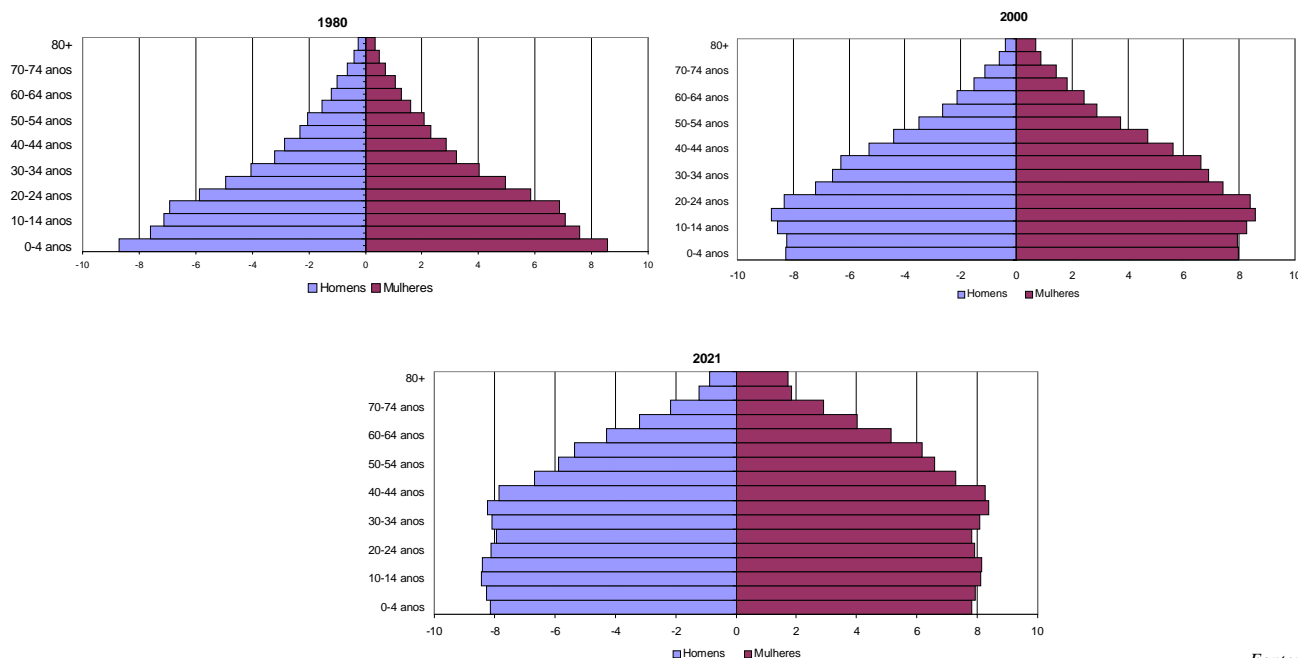 1980
80+
70-74 anos
60-64 anos
50-54 anos
40-44 anos
30-34 anos
20-24 anos
10-14 anos
0-4 anos
-10 -8 -6 -4 -2 0 2 4 6 8 10
Homens Mulheres
2000
80+
70-74 anos
60-64 anos
50-54 anos
40-44 anos
30-34 anos
20-24 anos
10-14 anos
0-4 anos
-10 -8 -6 -4 -2 0 2 4 6 8 10
Homens Mulheres
2021
80+
70-74 anos
60-64 anos
50-54 anos
40-44 anos
30-34 anos
20-24 anos
10-14 anos
0-4 anos
-10 -8 -6 -4 -2 0 2 4 6 8 10
Homens Mulheres